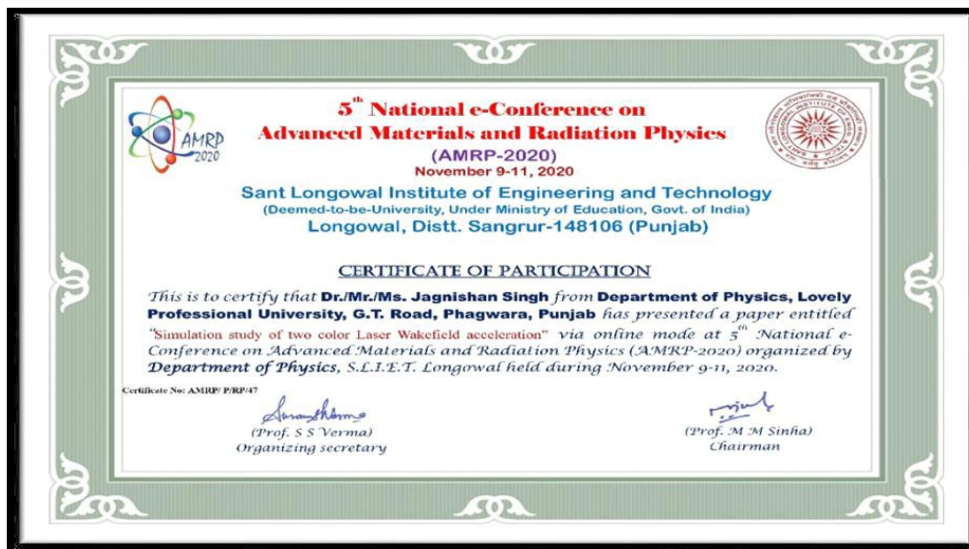 5th National e-Conference on
Advanced Materials and Radiation Physics
(AMRP-2020)
November 9-11, 2020
AMRP
2020
Sant Longowal Institute of Engineering and Technology
(Deemed-to-be-University, Under Ministry of Education, Govt. of India)
Longowal, Distt. Sangrur-148106 (Punjab)
CERTIFICATE OF PARTICIPATION
This is to certify that Dr./Mr./Ms. Jagnishan Singh from Department of Physics, Lovely
Professional University, G.T. Road, Phagwara, Punjab has presented a paper entitled
"Simulation study of two color Laser Wakefield acceleration" via online mode at 5th National e-
Conference on Advanced Materials and Radiation Physics (AMRP-2020) organized by
Department of Physics, S.L.I.E.T. Longowal held during November 9-11, 2020.
Certificate No: AMRP/ P/RP/47
(Prof. S S Verma)
Organizing secretary
(Prof. M M Sinha)
Chairman